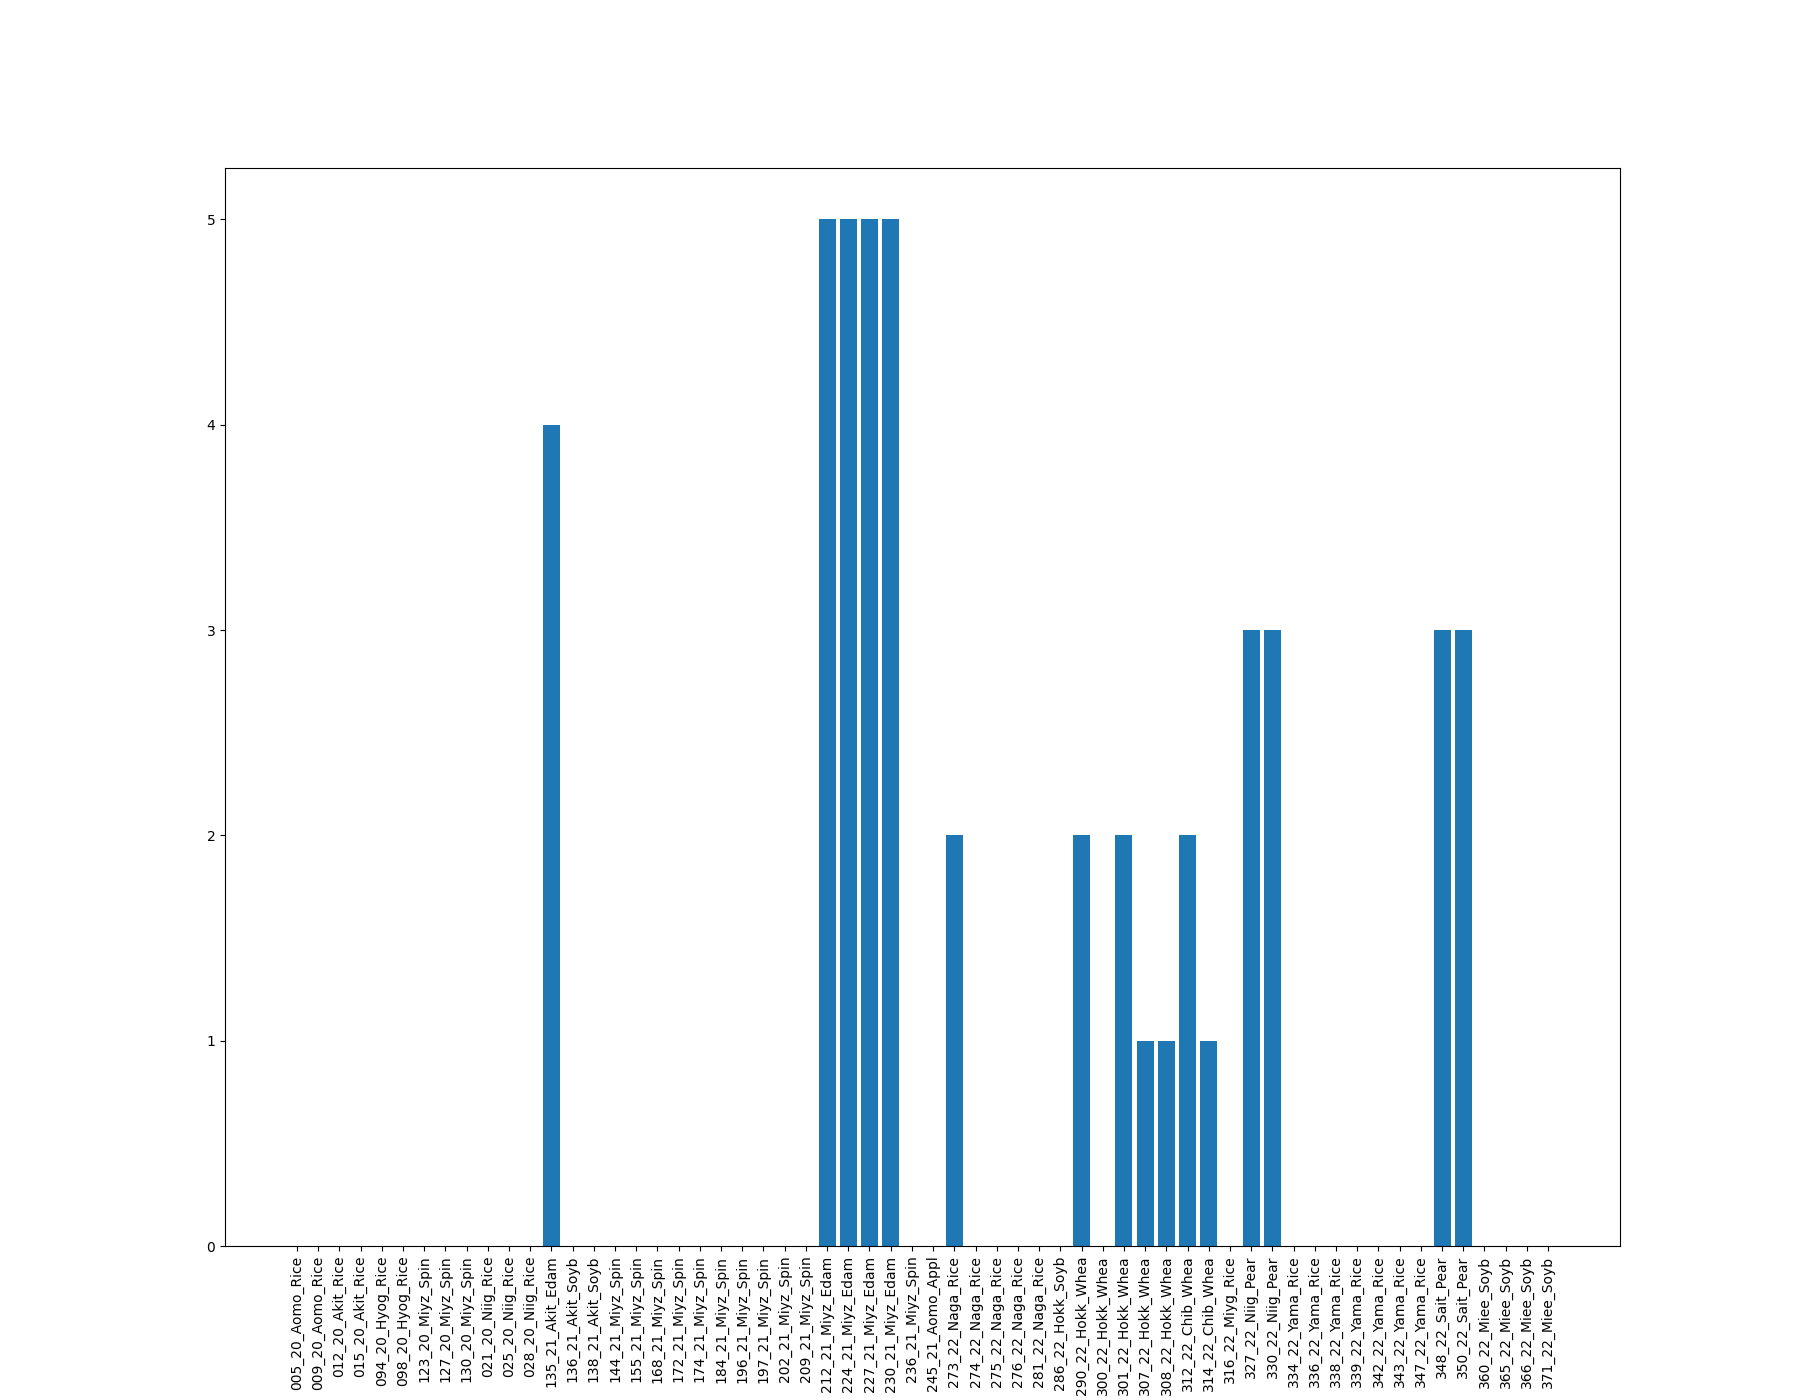 5
4
3
2
1
0
005_20_Aomo_Rice
009_20_Aomo_Rice
012_20_Akit_Rice
015_20_Akit_Rice
094_20_Hyog_Rice
098_20_Hyog_Rice
123_20_Miyz_Spin
127_20_Miyz_Spin
130_20_Miyz_Spin
021_20_Niig_Rice
025_20_Niig_Rice
028_20_Niig_Rice
135_21_Akit_Edam
136_21_Akit_Soyb
138_21_Akit_Soyb
144_21_Miyz_Spin
155_21_Miyz_Spin
168_21_Miyz_Spin
172_21_Miyz_Spin
174_21_Miyz_Spin
184_21_Miyz_Spin
196_21_Miyz_Spin
197_21_Miyz_Spin
202_21_Miyz_Spin
209_21_Miyz_Spin
212_21_Miyz_Edam
224_21_Miyz_Edam
227_21_Miyz_Edam
230_21_Miyz_Edam
236_21_Miyz_Spin
245_21_Aomo_Appl
273_22_Naga_Rice
274_22_Naga_Rice
275_22_Naga_Rice
276_22_Naga_Rice
281_22_Naga_Rice
286_22_Hokk_Soyb
290_22_Hokk_Whea
300_22_Hokk_Whea
301_22_Hokk_Whea
307_22_Hokk_Whea
308_22_Hokk_Whea
312_22_Chib_Whea
314_22_Chib_Whea
316_22_Miyg_Rice
327_22_Niig_Pear
330_22_Niig_Pear
334_22_Yama_Rice
336_22_Yama_Rice
338_22_Yama_Rice
339_22_Yama_Rice
342_22_Yama_Rice
343_22_Yama_Rice
347_22_Yama_Rice
348_22_Sait_Pear
350_22_Sait_Pear
360_22_Miee_Soyb
365_22_Miee_Soyb
366_22_Miee_Soyb
371_22_Miee_Soyb